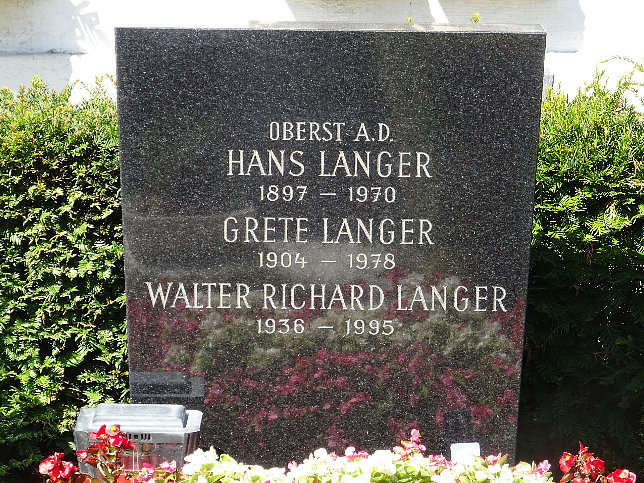 OBERST A.D.
HANS LANGER
1897 – 1970
GRETE LANGER
1904 – 1978
WALTER RICHARD LANGER
1936 – 1995